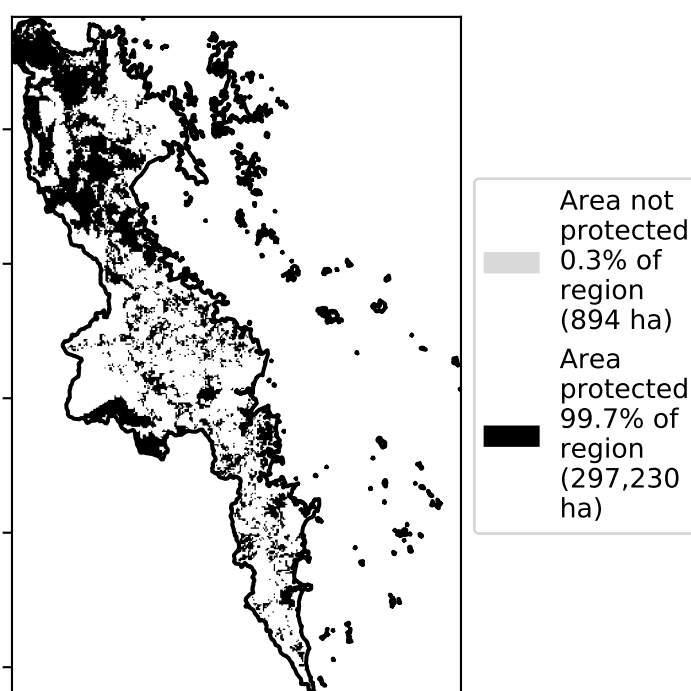 Area not
protected
0.3% of
region
(894 ha)
Area
protected
99.7% of
region
(297,230
ha)